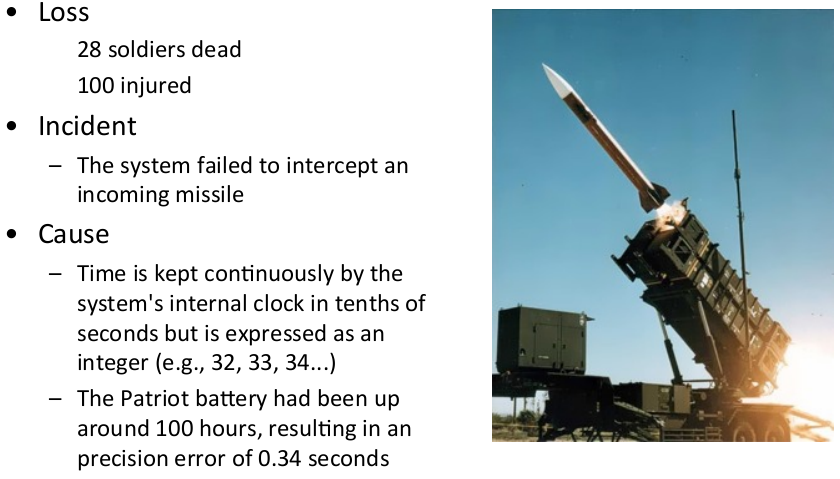 • Loss
28 soldiers dead
100 injured
• Incident
– The system failed to intercept an
incoming missile
• Cause
– Time is kept continuously by the
system's internal clock in tenths of
seconds but is expressed as an
integer (e.g., 32, 33, 34...)
– The Patriot battery had been up
around 100 hours, resulting in an
precision error of 0.34 seconds